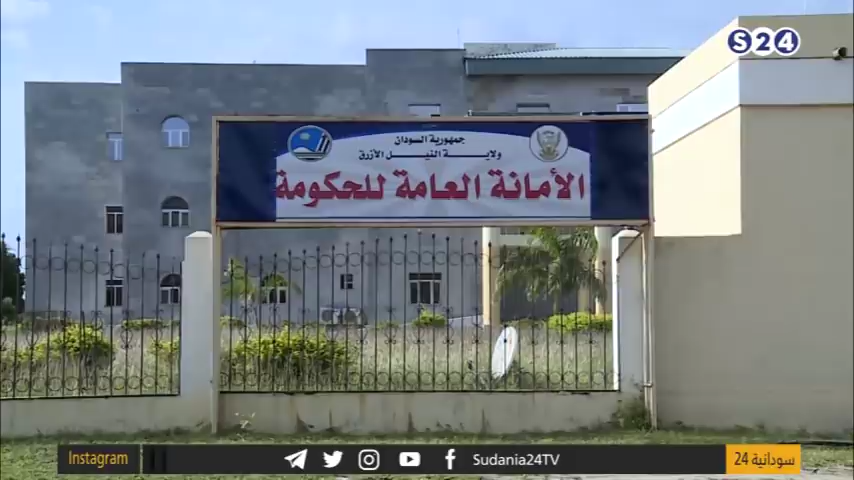 S24
جمهورية السودان
ولاية النيل الأزرق
الأمانة العامة للحكومة
Instagram
Sudania24TV
سودانية 24